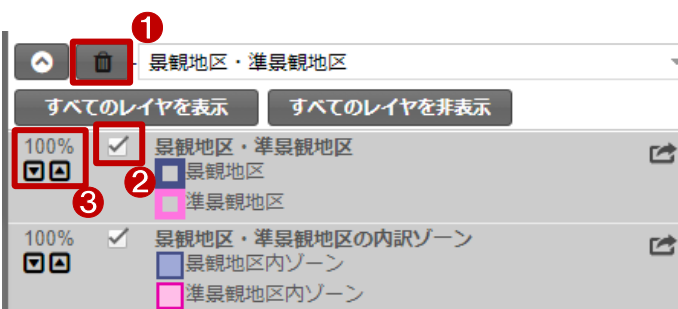 1
景観地区・準景観地区
すべてのレイヤを表示 すべてのレイヤを非表示
100% 景観地区・準景観地区
景観地区
2
準景観地区
3
100% 景観地区・準景観地区の内訳ゾーン
景観地区内ゾーン
準景観地区内ゾーン